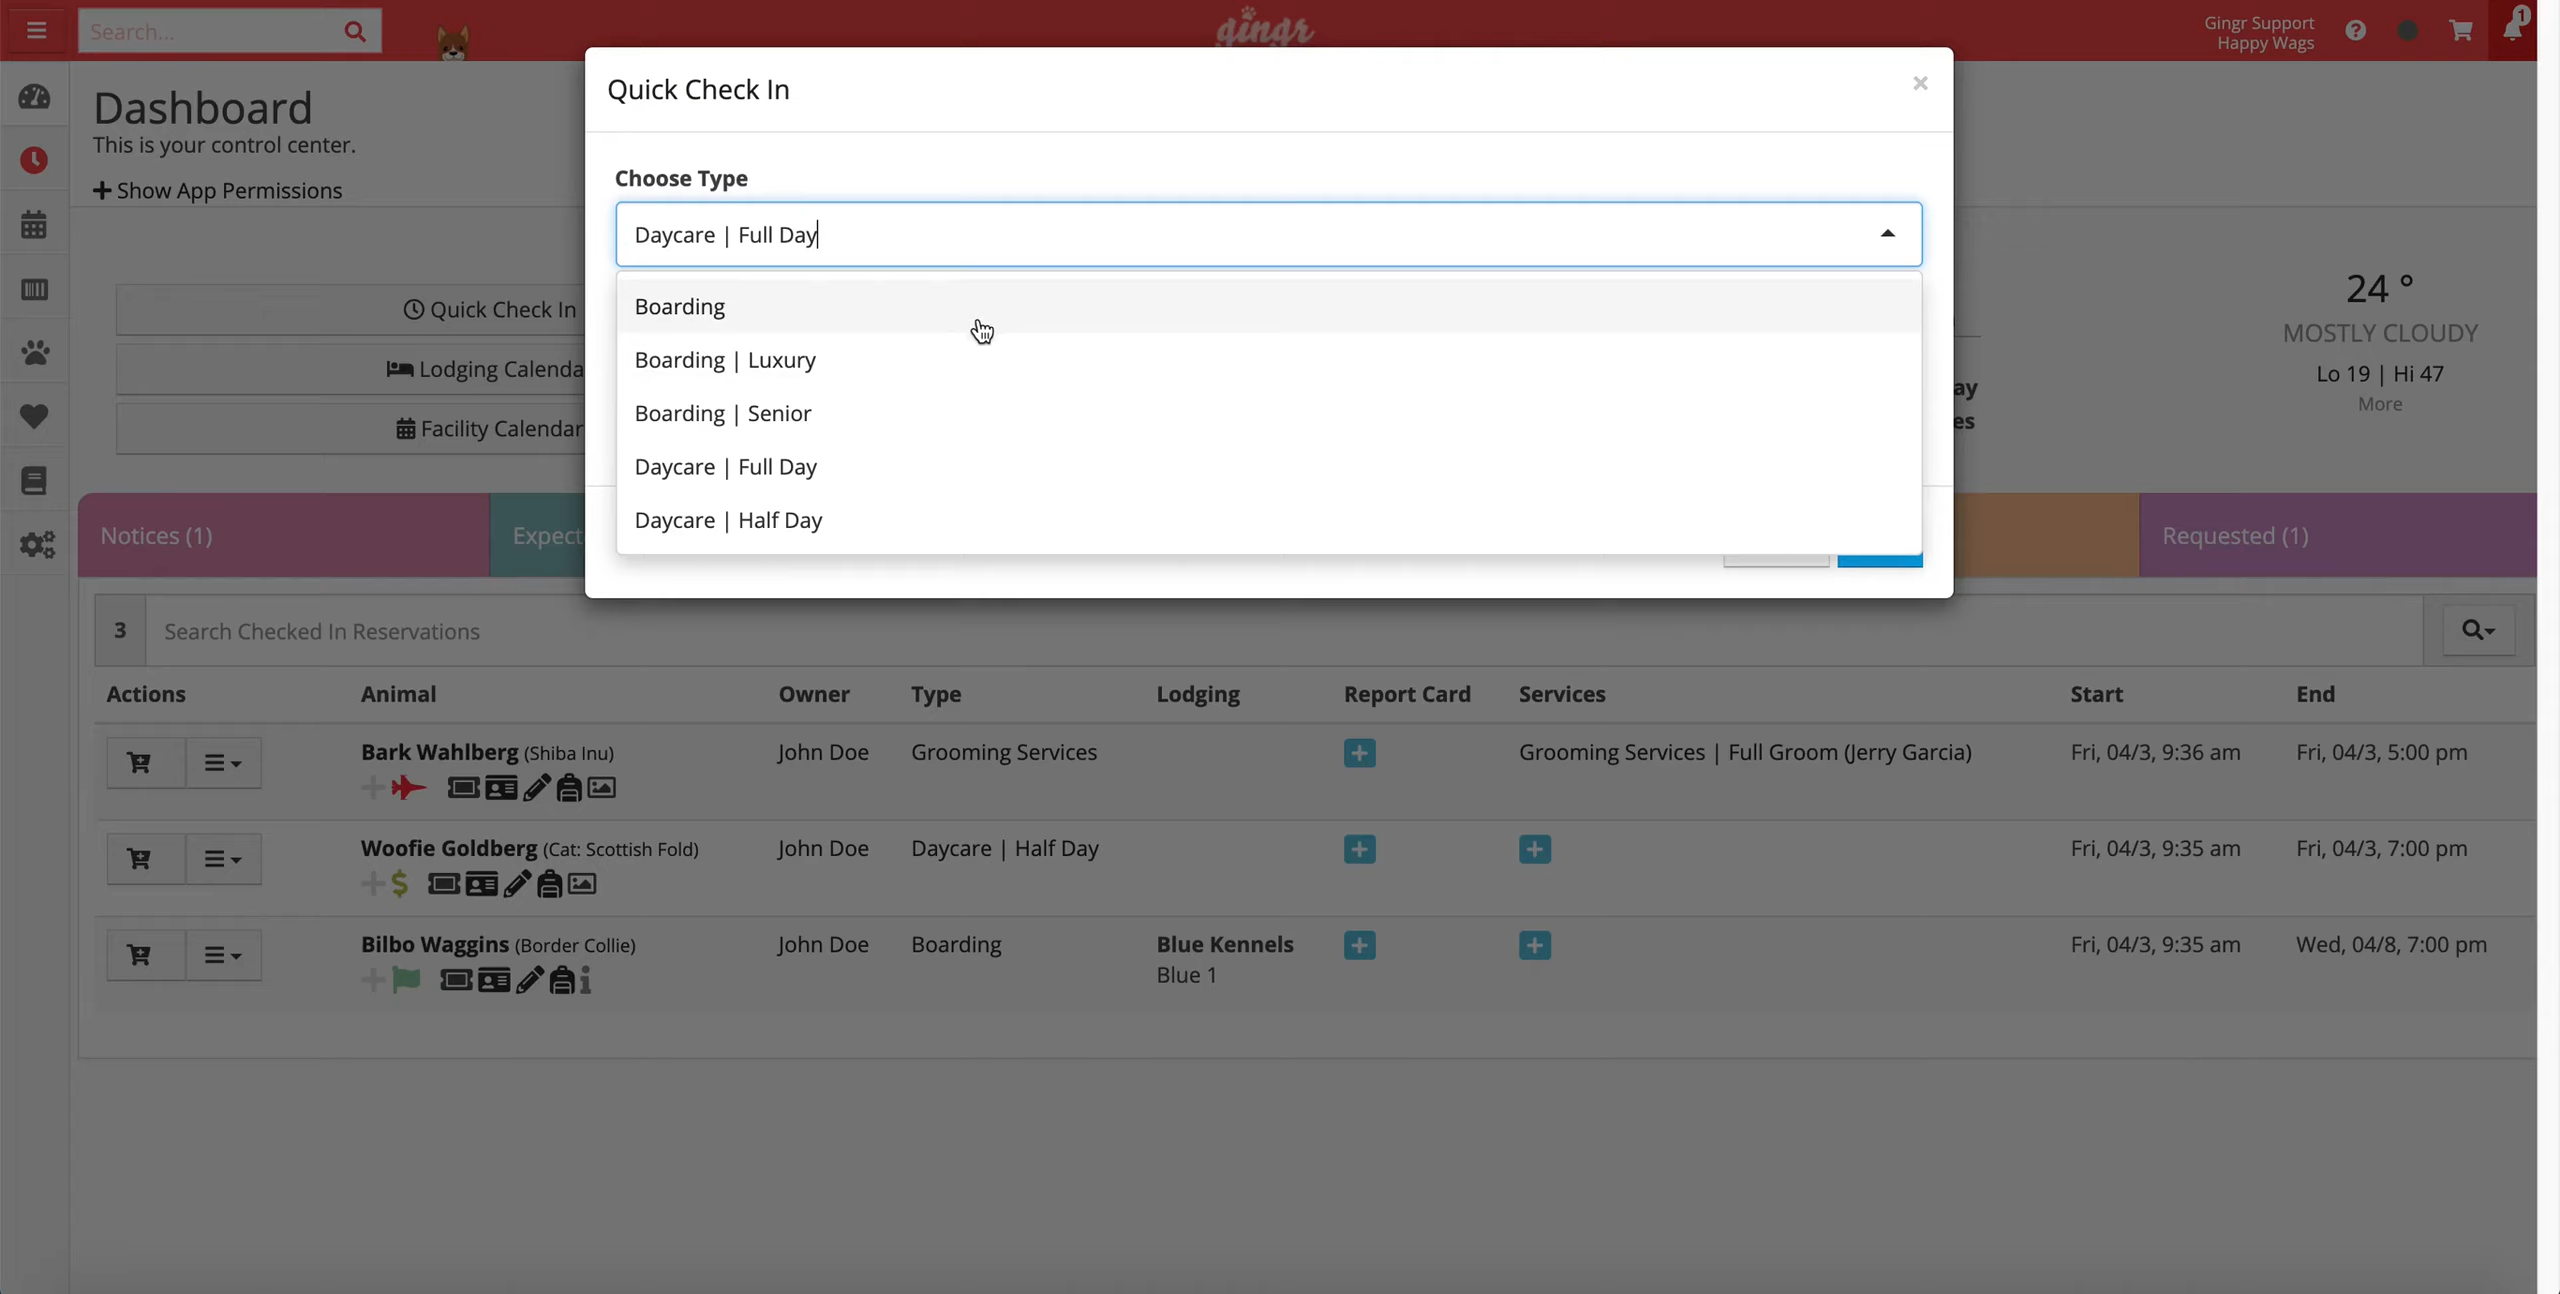 Search...
gingr
Gingr Support
Happy Wags
1
Dashboard
This is your control center.
Show App Permissions
Quick Check In
Choose Type
Daycare | Full Day
Boarding
Boarding | Luxury
Boarding | Senior
Daycare | Full Day
Daycare | Half Day
Quick Check In
Lodging Calenda
Facility Calendar
ay
es
24 °
MOSTLY CLOUDY
Lo 19 | Hi 47
More
Notices (1)
Expect
Requested (1)
3
Search Checked In Reservations
Actions Animal Owner Type Lodging Report Card Services Start End
Bark Wahlberg (Shiba Inu) John Doe Grooming Services Grooming Services | Full Groom (Jerry Garcia) Fri, 04/3, 9:36 am Fri, 04/3, 5:00 pm
Woofie Goldberg (Cat: Scottish Fold) John Doe Daycare | Half Day Fri, 04/3, 9:35 am Fri, 04/3, 7:00 pm
Bilbo Waggins (Border Collie) John Doe Boarding Blue Kennels Fri, 04/3, 9:35 am Wed, 04/8, 7:00 pm
Blue 1